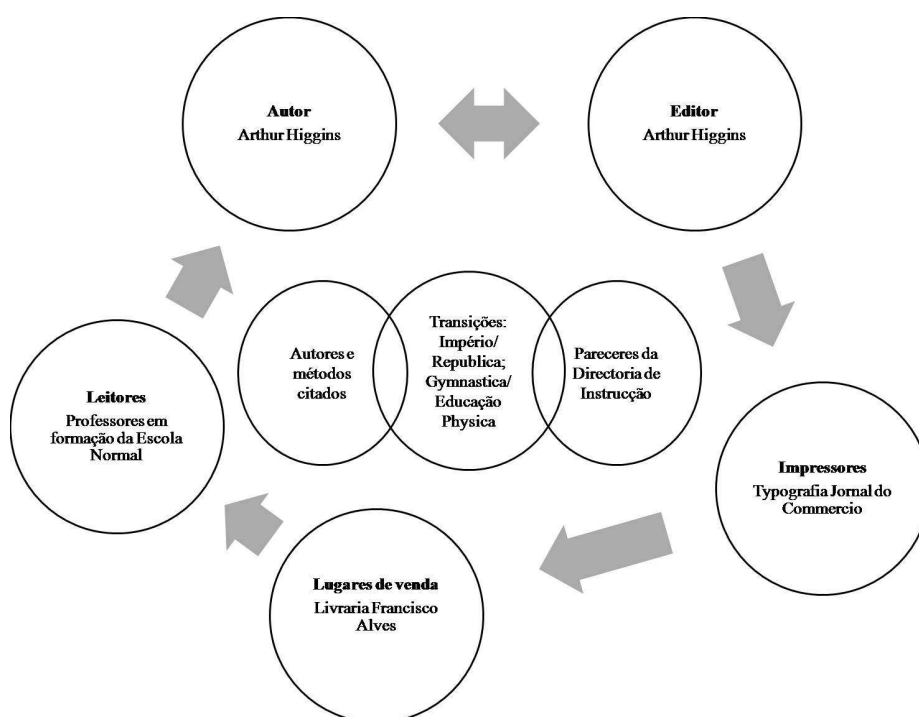 Autor
Arthur Higgins
Editor
Arthur Higgins
Autores e
métodos
citados
Transições:
Império/
Republica;
Gymnastica/
Educação
Physica
Pareceres da
Directoria de
Instrucção
Leitores
Professores em
formação da Escola
Normal
Impressores
Typografia Jornal do
Commercio
Lugares de venda
Livraria Francisco
Alves